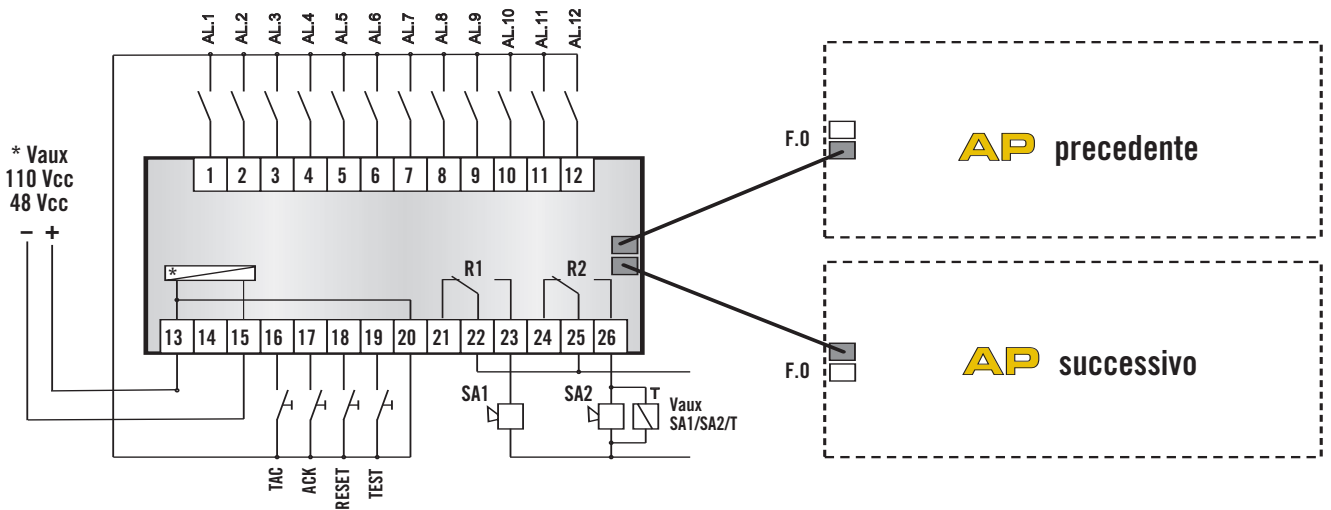 AL.1 AL.2 AL.3 AL.4 AL.5 AL.6 AL.7 AL.8 AL.9 AL.10 AL.11 AL.12
* Vaux
110 Vcc
48 Vcc
− +
1 2 3 4 5 6 7 8 9 10 11 12
*
R1 R2
13 14 15 16 17 18 19 20 21 22 23 24 25 26
TAC ACK RESET TEST
SA1 SA2 T
Vaux
SA1/SA2/T
F.O AP precedente
F.O AP successivo